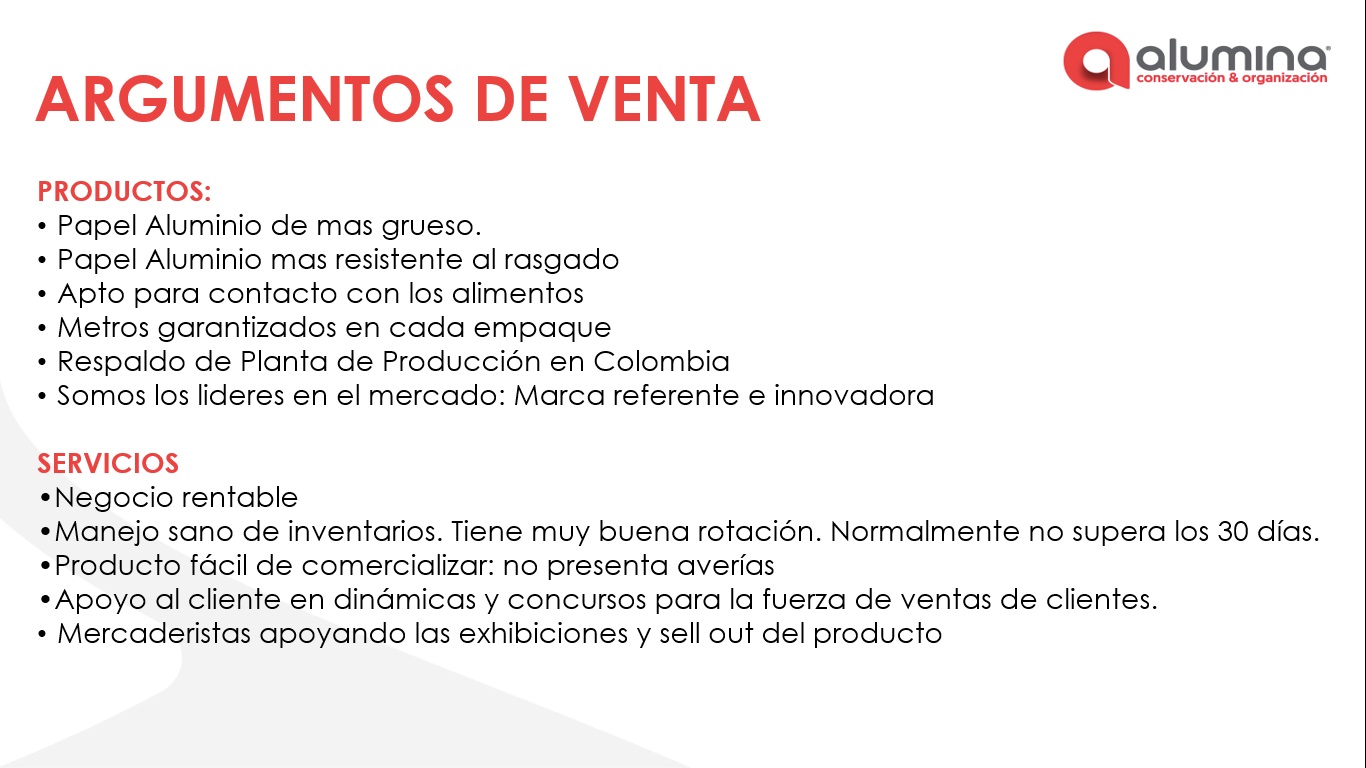 alumina®
conservación & organización
ARGUMENTOS DE VENTA
PRODUCTOS:
• Papel Aluminio de mas grueso.
• Papel Aluminio mas resistente al rasgado
• Apto para contacto con los alimentos
• Metros garantizados en cada empaque
• Respaldo de Planta de Producción en Colombia
• Somos los lideres en el mercado: Marca referente e innovadora
SERVICIOS
•Negocio rentable
•Manejo sano de inventarios. Tiene muy buena rotación. Normalmente no supera los 30 días.
•Producto fácil de comercializar: no presenta averías
•Apoyo al cliente en dinámicas y concursos para la fuerza de ventas de clientes.
• Mercaderistas apoyando las exhibiciones y sell out del producto